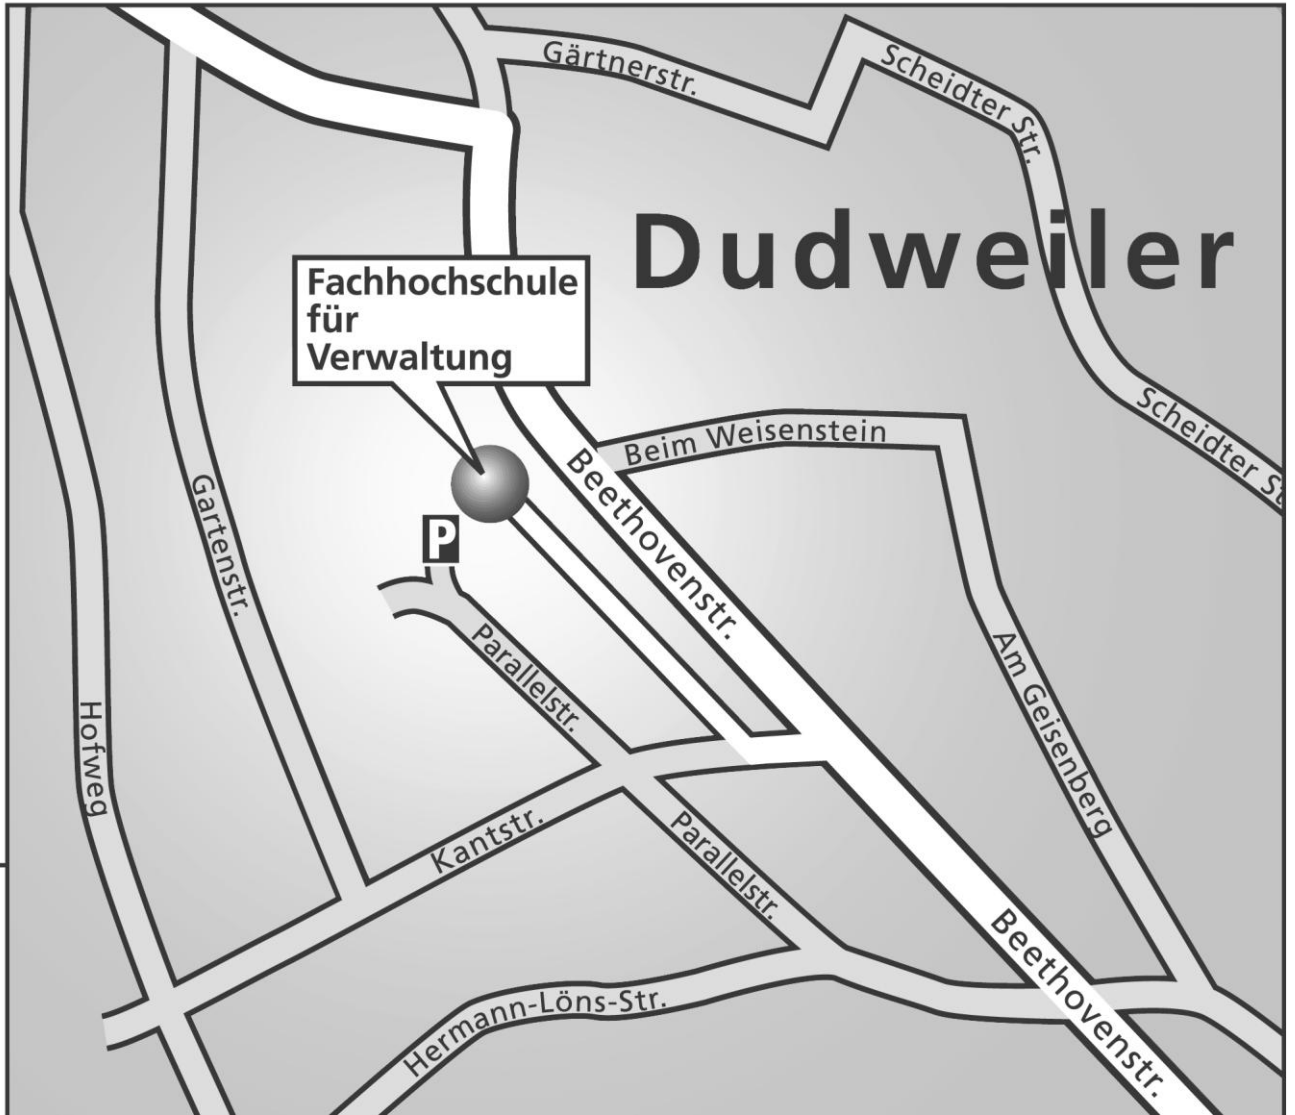 Gärtnerstr.
Scheidter Str.
Dudweiler
Fachhochschule
für
Verwaltung
Scheidter St
Beim Weisenstein
Beethovenstr.
Gartenstr.
P
Parallelstr.
Am Geisenberg
Hofweg
Kantstr.
Parallelstr.
Beethovenstr.
Hermann-Löns-Str.